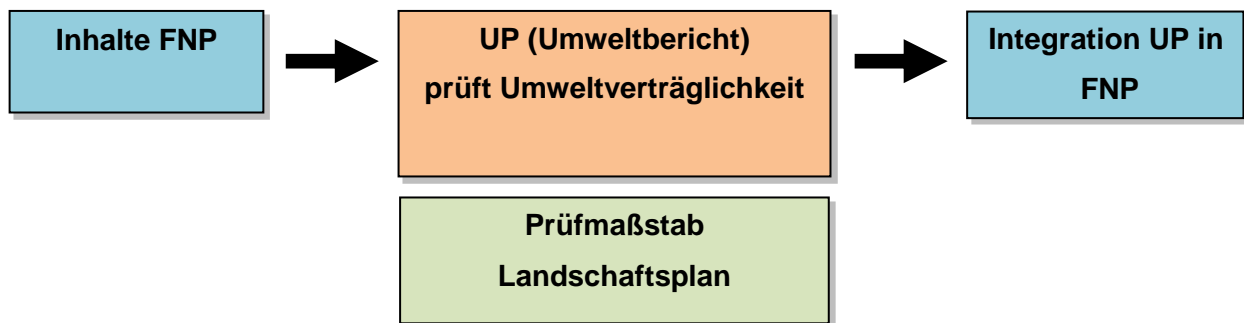 Inhalte FNP
UP (Umweltbericht)
prüft Umweltverträglichkeit
Integration UP in
FNP
Prüfmaßstab
Landschaftsplan